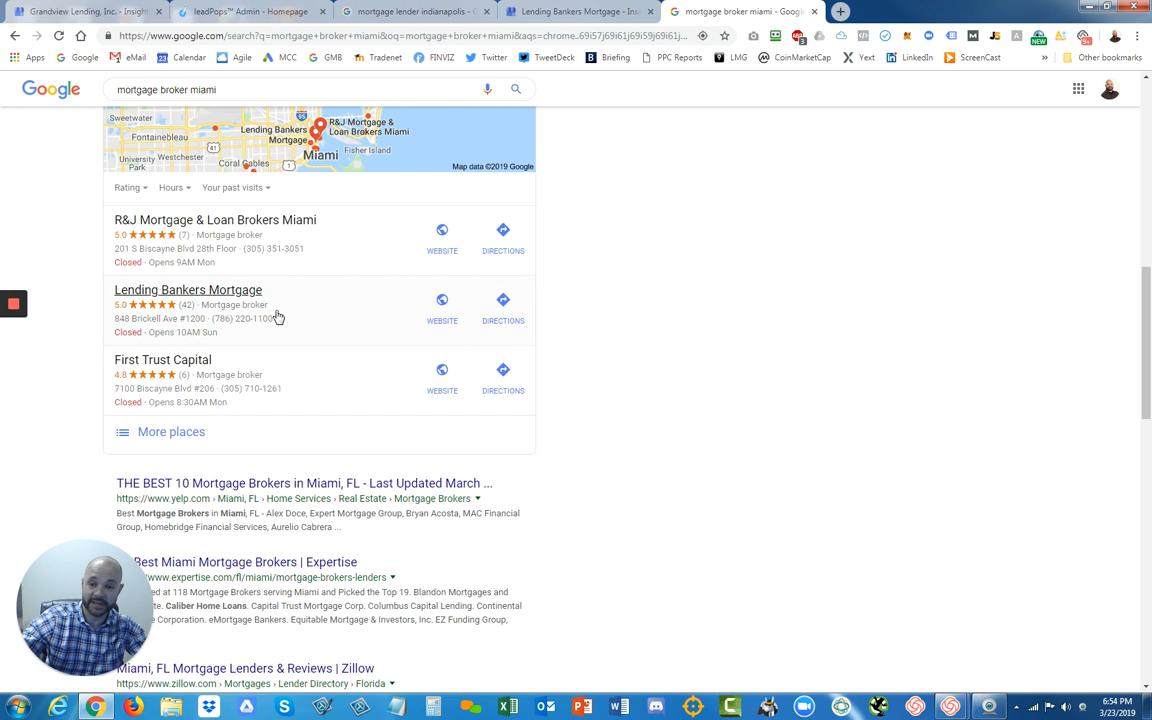 Grandview Lending, Inc. - Insight
leadPops™ Admin - Homepage
mortgage lender indianapolis - G
Lending Bankers Mortgage - Ins
mortgage broker miami - Google
https://www.google.com/search?q=mortgage+broker+miami&oq=mortgage+broker+miami&aqs=chrome..69i57j69i61j69i59j69i61j...
Apps
Google
eMail
Calendar
Agile
MCC
GMB
Tradenet
FINVIZ
Twitter
TweetDeck
Briefing
PPC Reports
LMG
CoinMarketCap
Yext
LinkedIn
ScreenCast
»
Other bookmarks
Google
mortgage broker miami
Sweetwater
Fontainebleau
University Park
Westchester
Coral Gables
Lending Bankers Mortgage
R&J Mortgage & Loan Brokers Miami
Miami
Fisher Island
95
41
1
Map data ©2019 Google
Rating
Hours
Your past visits
R&J Mortgage & Loan Brokers Miami
5.0 (7) · Mortgage broker
201 S Biscayne Blvd 28th Floor · (305) 351-3051
Closed · Opens 9AM Mon
WEBSITE
DIRECTIONS
Lending Bankers Mortgage
5.0 (42) · Mortgage broker
848 Brickell Ave #1200 · (786) 220-1100
Closed · Opens 10AM Sun
WEBSITE
DIRECTIONS
First Trust Capital
4.8 (6) · Mortgage broker
7100 Biscayne Blvd #206 · (305) 710-1261
Closed · Opens 8:30AM Mon
WEBSITE
DIRECTIONS
More places
THE BEST 10 Mortgage Brokers in Miami, FL - Last Updated March ...
https://www.yelp.com › Miami, FL › Home Services › Real Estate › Mortgage Brokers
Best Mortgage Brokers in Miami, FL - Alex Doce, Expert Mortgage Group, Bryan Acosta, MAC Financial
Group, Homebridge Financial Services, Aurelio Cabrera ...
Best Miami Mortgage Brokers | Expertise
www.expertise.com/fl/miami/mortgage-brokers-lenders
at 118 Mortgage Brokers serving Miami and Picked the Top 19. Blandon Mortgages and
Caliber Home Loans. Capital Trust Mortgage Corp. Columbus Capital Lending. Continental
Corporation. eMortgage Bankers. Equitable Mortgage & Investors, Inc. EZ Funding Group,
Miami, FL Mortgage Lenders & Reviews | Zillow
https://www.zillow.com › Mortgages › Lender Directory › Florida
6:54 PM
3/23/2019